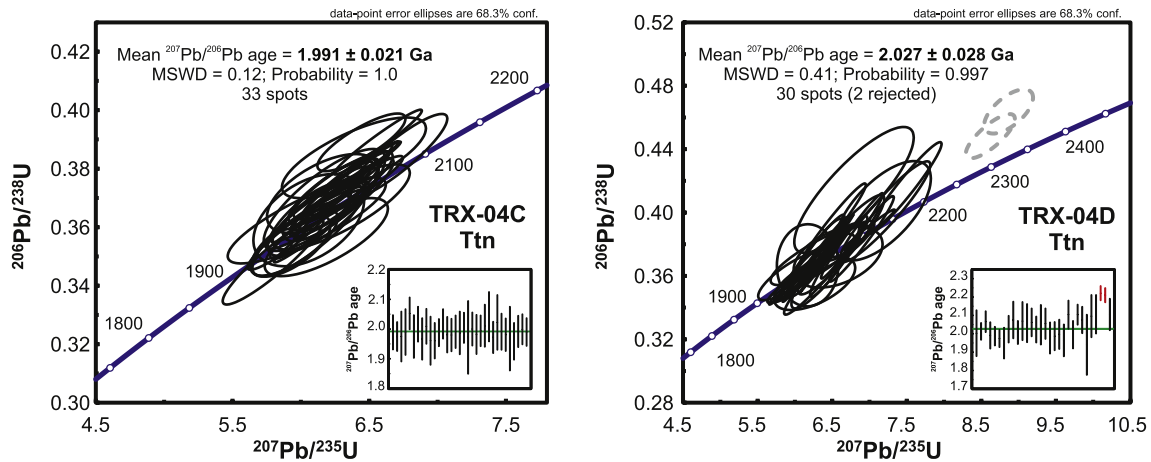 data-point error ellipses are 68.3% conf.
Mean ²⁰⁷Pb/²⁰⁶Pb age = 1.991 ± 0.021 Ga
MSWD = 0.12; Probability = 1.0
33 spots
0.42
0.40
0.38
0.36
0.34
0.32
0.30
²⁰⁶Pb/²³⁸U
2200
2100
1900
1800
TRX-04C
Ttn
2.2
2.1
2.0
1.9
1.8
²⁰⁷Pb/²⁰⁶Pb age
4.5
5.5
6.5
7.5
²⁰⁷Pb/²³⁵U
data-point error ellipses are 68.3% conf.
Mean ²⁰⁷Pb/²⁰⁶Pb age = 2.027 ± 0.028 Ga
MSWD = 0.41; Probability = 0.997
30 spots (2 rejected)
0.52
0.48
0.44
0.40
0.36
0.32
0.28
²⁰⁶Pb/²³⁸U
2400
2300
2200
1900
1800
TRX-04D
Ttn
2.3
2.2
2.1
2.0
1.9
1.8
1.7
²⁰⁷Pb/²⁰⁶Pb age
4.5
5.5
6.5
7.5
8.5
9.5
10.5
²⁰⁷Pb/²³⁵U